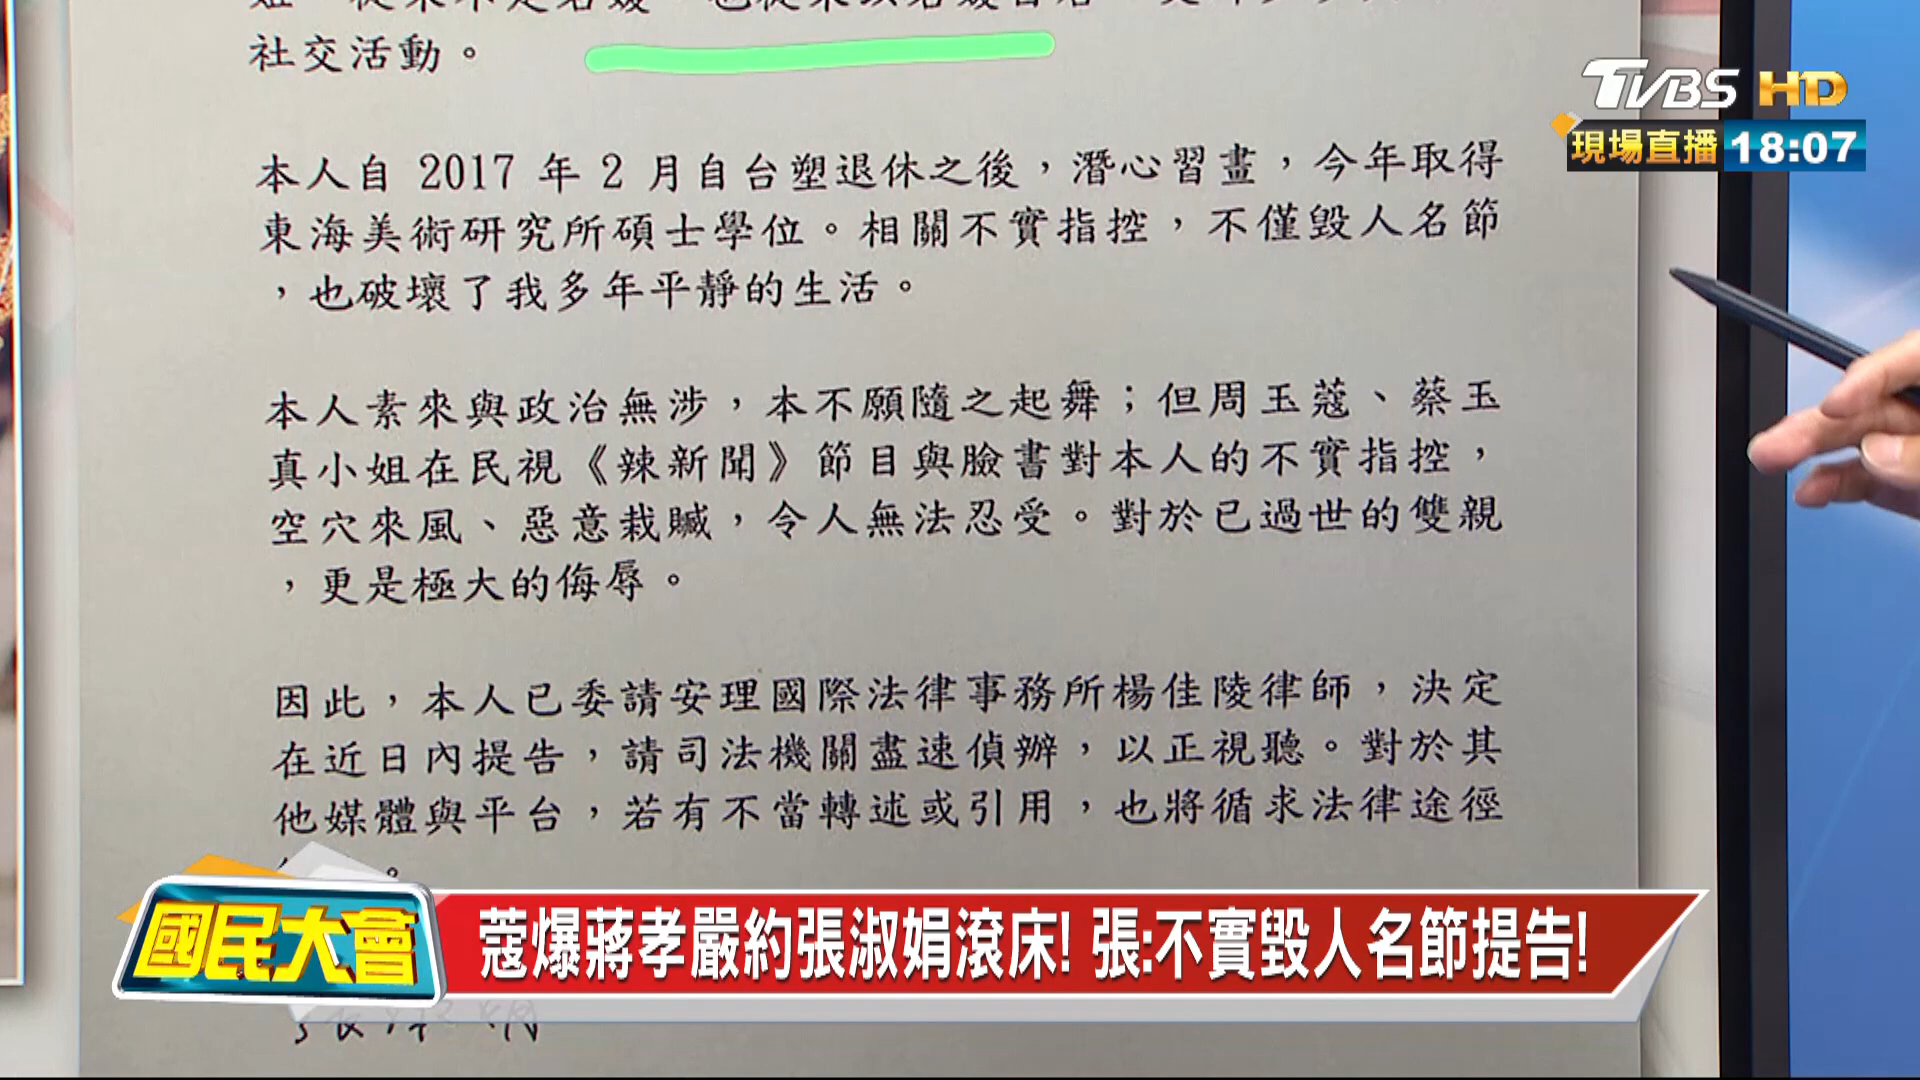 社交活動。
本人自 2017 年 2 月自台塑退休之後，潛心習畫，今年取得
東海美術研究所碩士學位。相關不實指控，不僅毀人名節
，也破壞了我多年平靜的生活。
本人素來與政治無涉，本不願隨之起舞；但周玉蔻、蔡玉
真小姐在民視《辣新聞》節目與臉書對本人的不實指控，
空穴來風、惡意栽贓，令人無法忍受。對於已過世的雙親
，更是極大的侮辱。
因此，本人已委請安理國際法律事務所楊佳陵律師，決定
在近日內提告，請司法機關盡速偵辦，以正視聽。對於其
他媒體與平台，若有不當轉述或引用，也將循求法律途徑
TVBS HD
現場直播 18:07
國民大會
蔻爆蔣孝嚴約張淑娟滾床! 張:不實毀人名節提告!